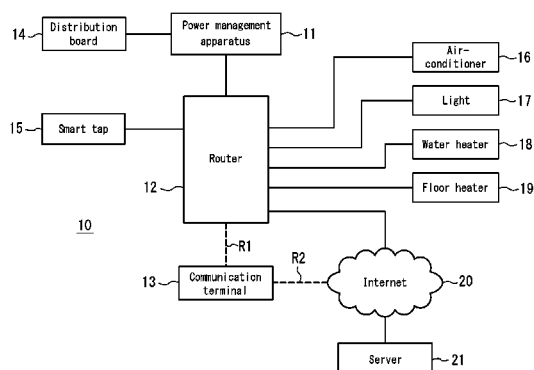 14
Distribution
board
Power management
apparatus
11
Air-
conditioner
16
15
Smart tap
Light
17
Router
12
Water heater
18
Floor heater
19
10
R1
R2
13
Communication
terminal
Internet
20
Server
21